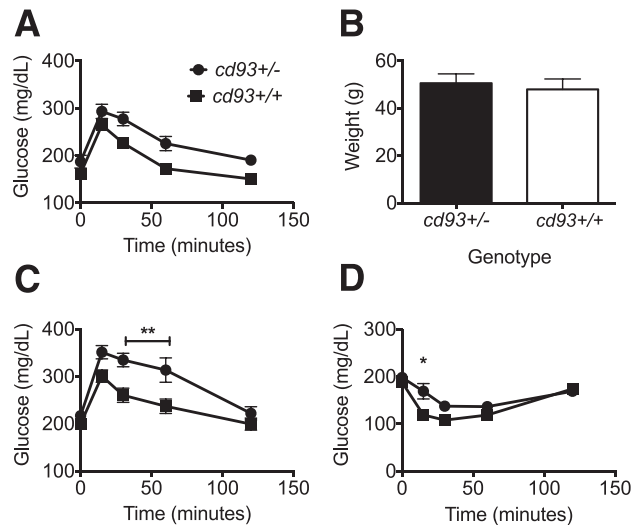 A
Glucose (mg/dL)
400
300
200
100
0
50
100
150
Time (minutes)
cd93+/-
cd93+/+
B
Weight (g)
60
40
20
0
cd93+/-
cd93+/+
Genotype
C
Glucose (mg/dL)
400
300
200
100
**
0
50
100
150
Time (minutes)
D
Glucose (mg/dL)
300
200
100
0
*
0
50
100
150
Time (minutes)